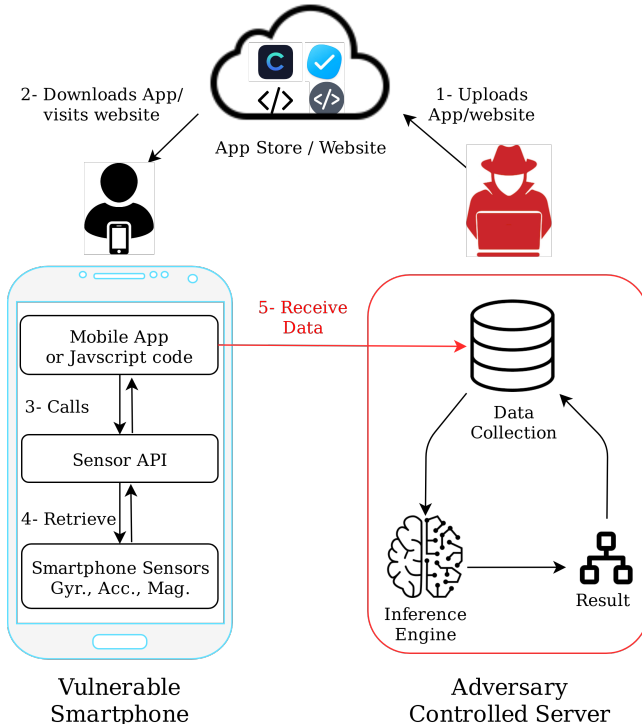 2- Downloads App/
visits website
1- Uploads
App/website
App Store / Website
5- Receive
Data
Mobile App
or Javscript code
3- Calls
Sensor API
4- Retrieve
Smartphone Sensors
Gyr., Acc., Mag.
Data
Collection
Inference
Engine
Result
Vulnerable
Smartphone
Adversary
Controlled Server